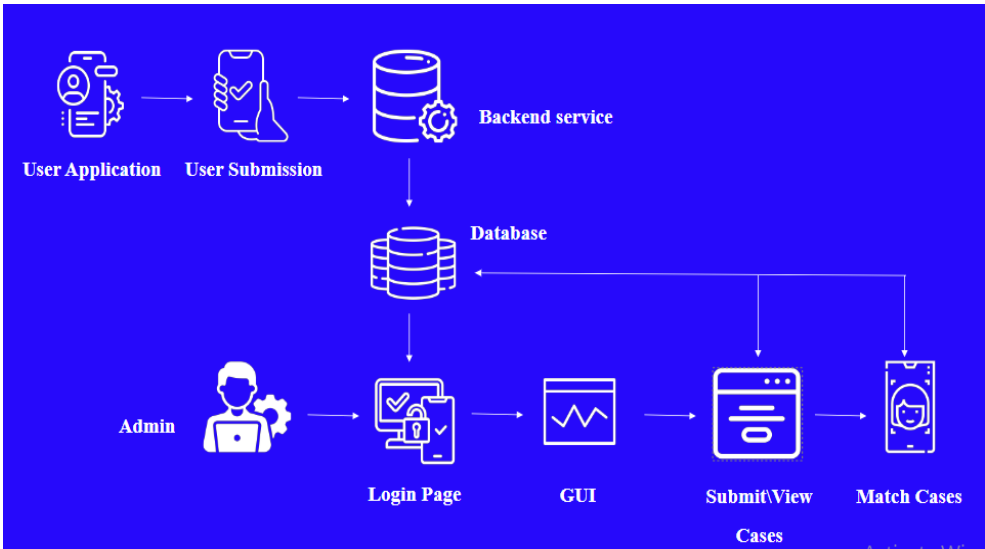 Backend service
User Application
User Submission
Database
Admin
Login Page
GUI
Submit\View
Cases
Match Cases